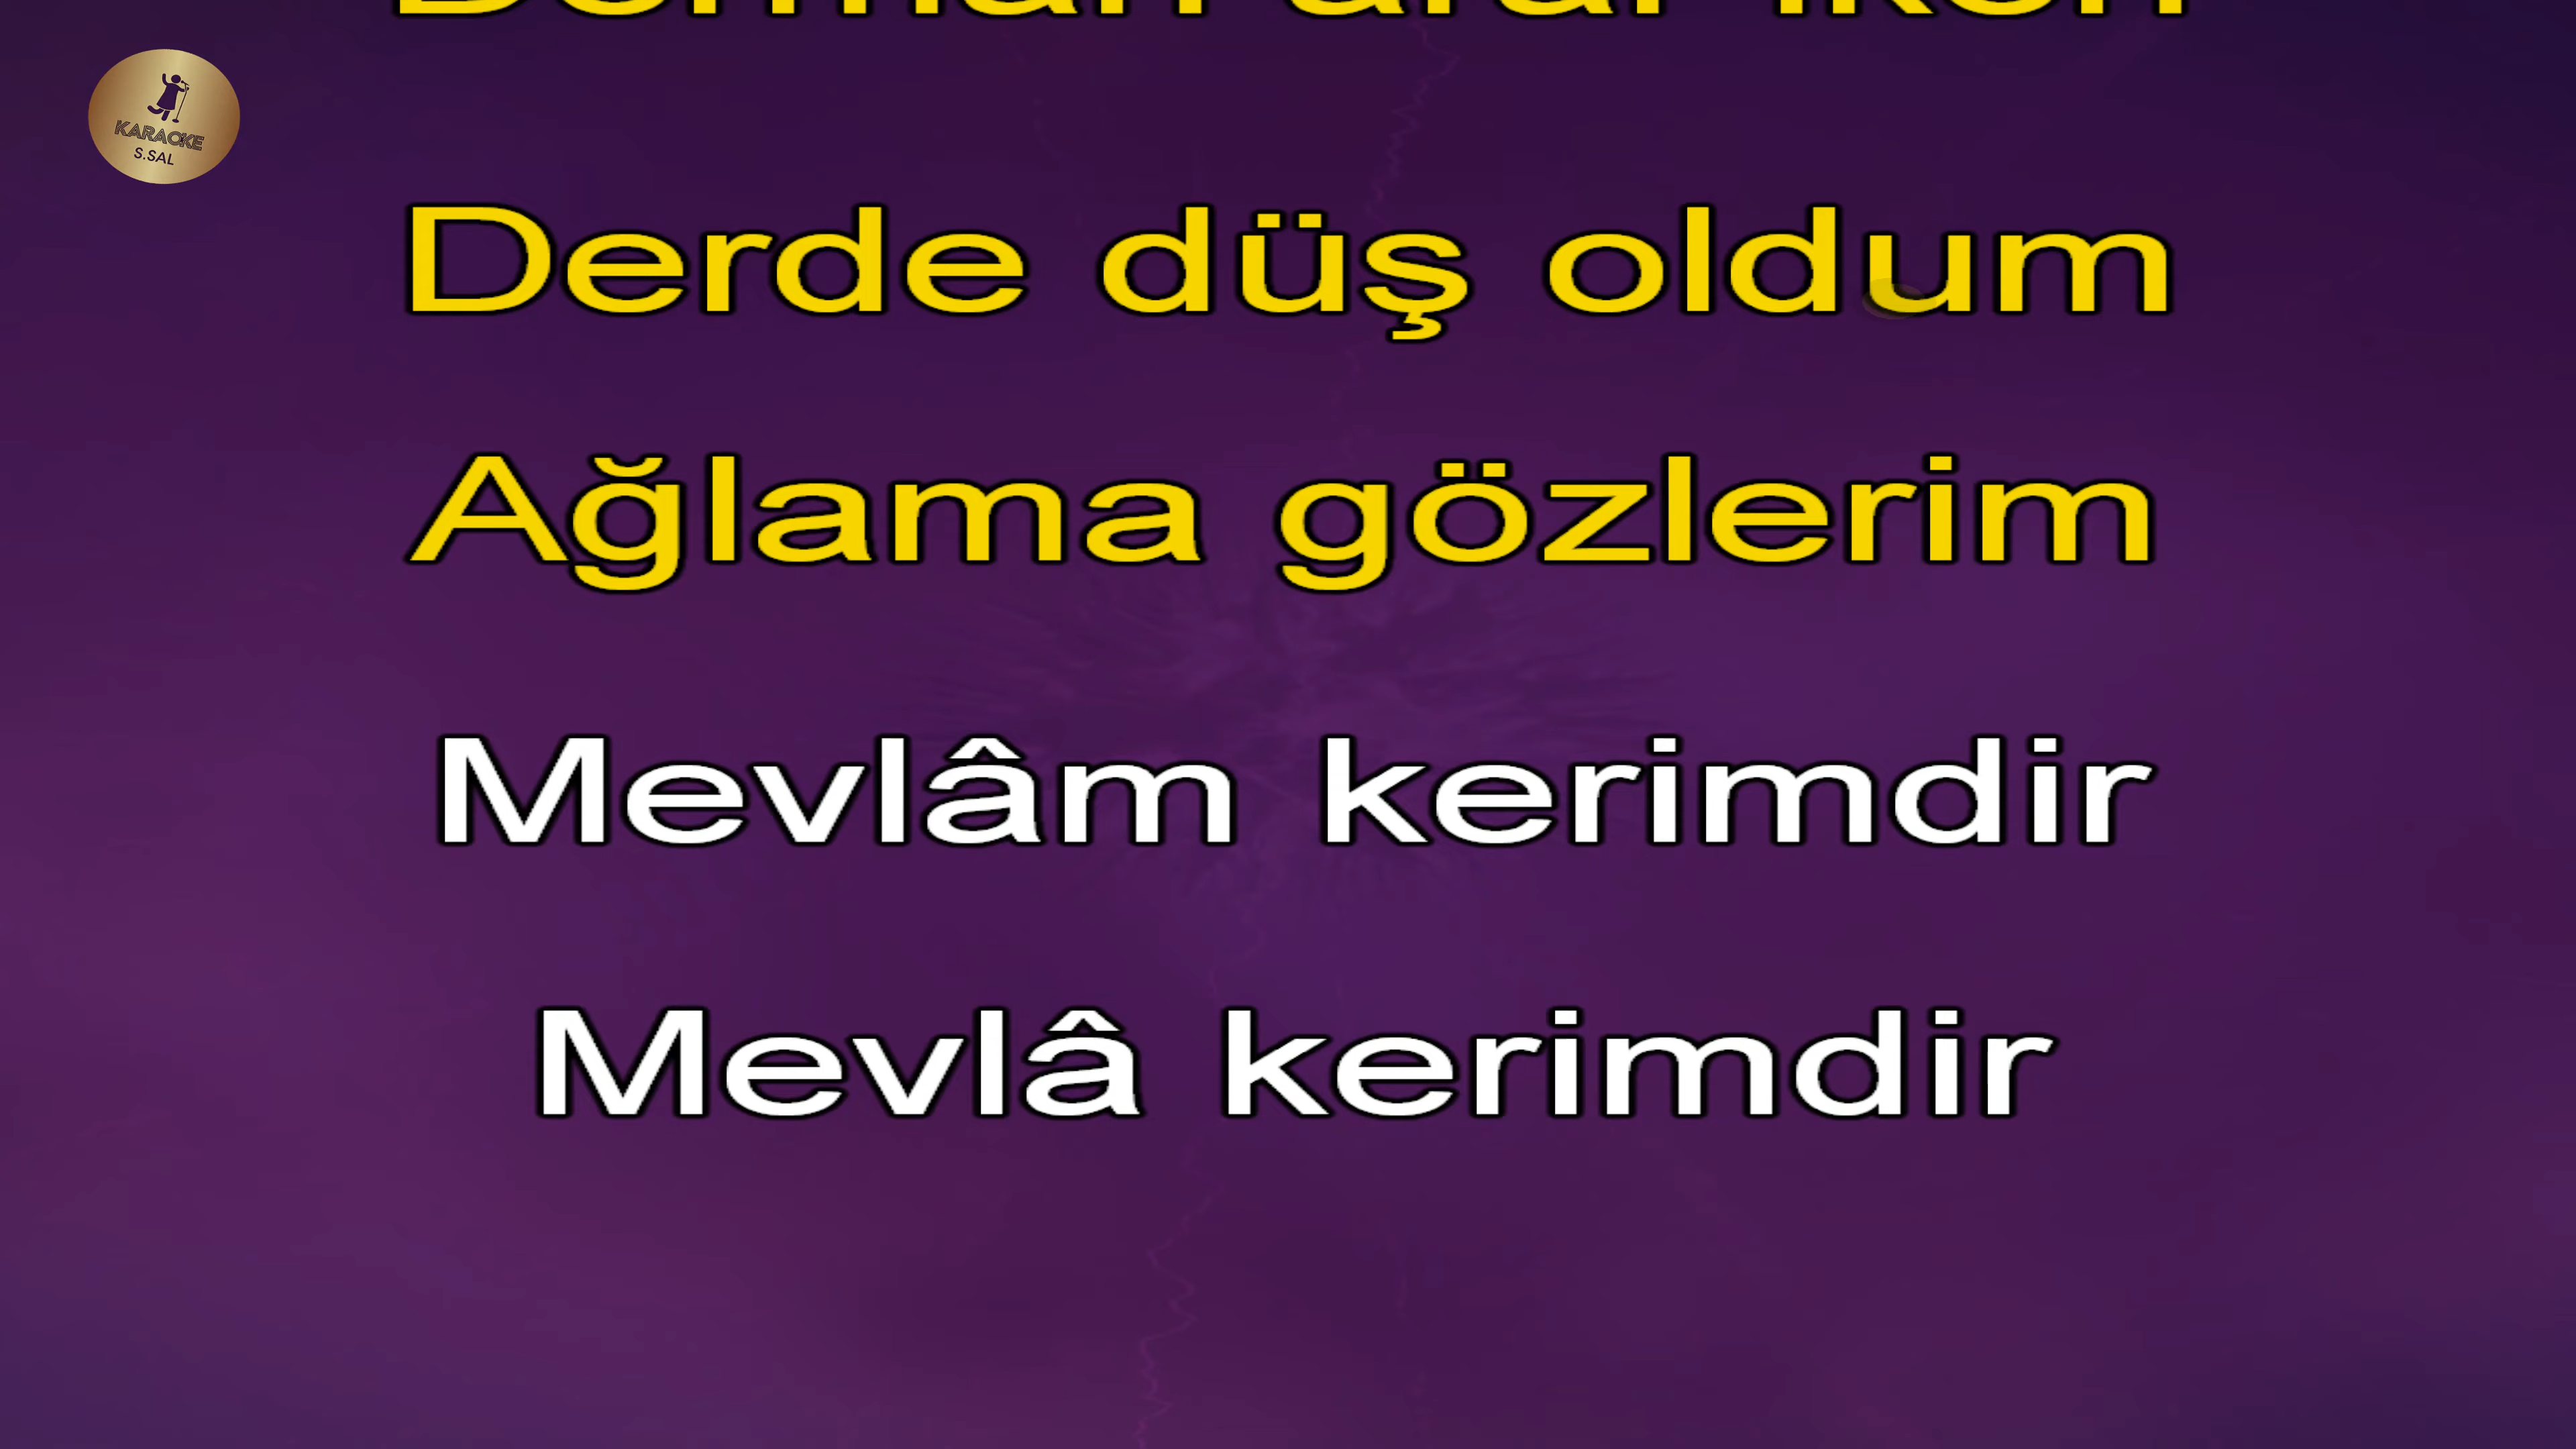 KARAOKE
S.SAL
Derde düş oldum
Ağlama gözlerim
Mevlâm kerimdir
Mevlâ kerimdir